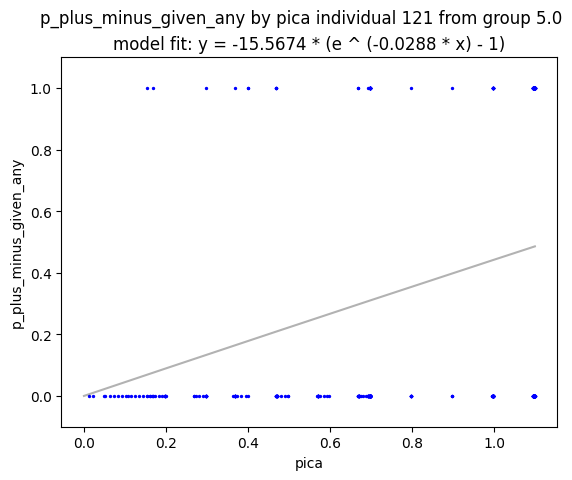 p_plus_minus_given_any by pica individual 121 from group 5.0
model fit: y = -15.5674 * (e ^ (-0.0288 * x) - 1)
1.0
0.8
0.6
0.4
0.2
0.0
p_plus_minus_given_any
0.0 0.2 0.4 0.6 0.8 1.0
pica